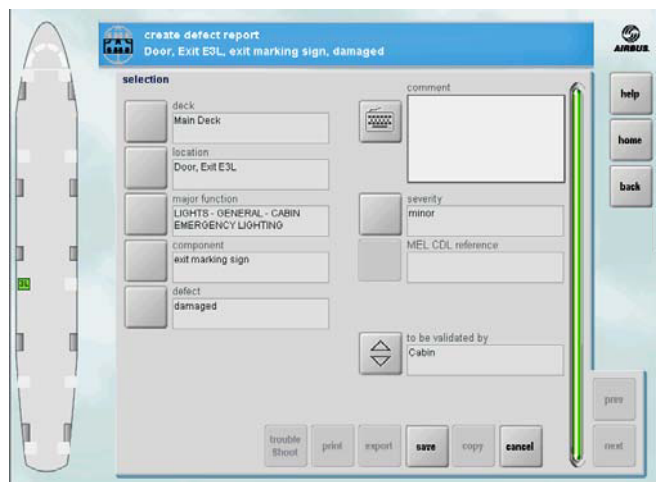 create defect report
Door, Exit E3L, exit marking sign, damaged
AIRBUS
selection
deck
Main Deck
location
Door, Exit E3L
major function
LIGHTS - GENERAL - CABIN
EMERGENCY LIGHTING
component
exit marking sign
defect
damaged
comment
severity
minor
MEL CDL reference
to be validated by
Cabin
help
home
back
3L
trouble
Shoot
print
export
save
copy
cancel
prev
next